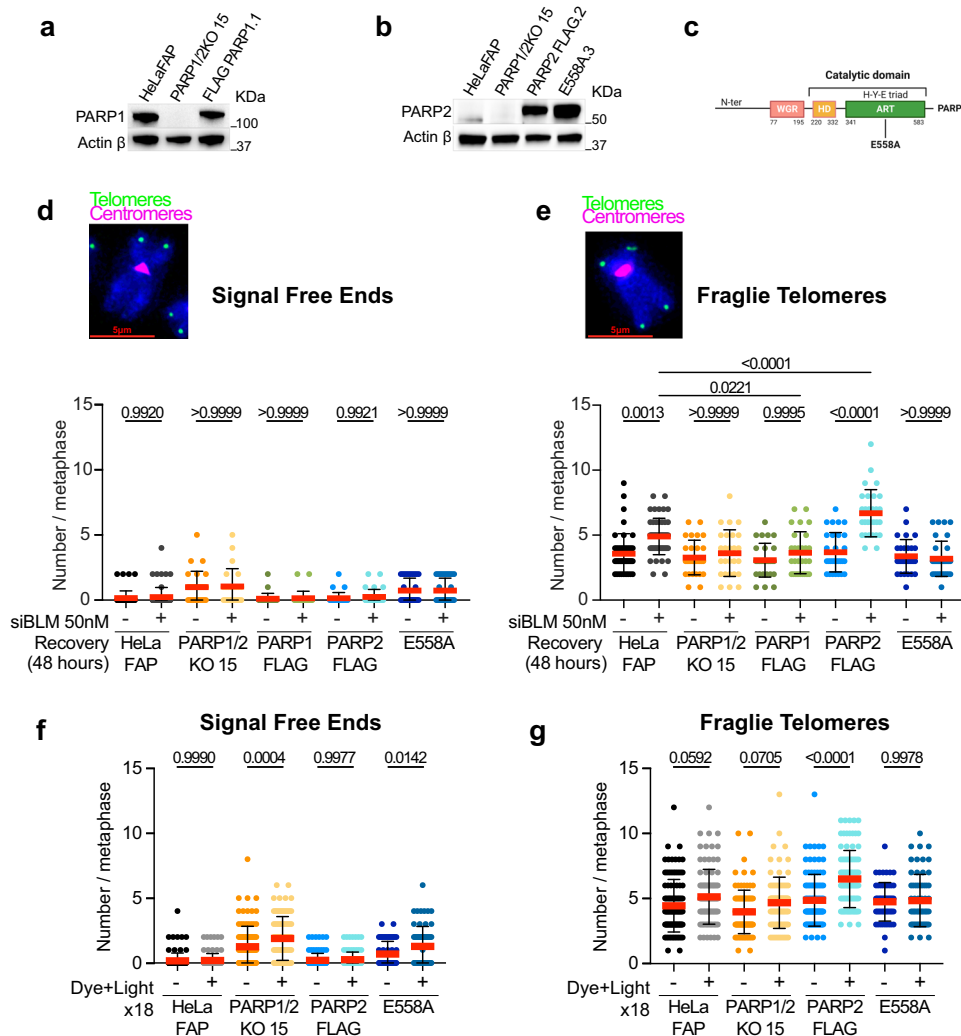 a
HeLaFAP
PARP1/2KO 15
FLAG PARP1.1
KDa
PARP1
100
Actin β
37
b
HeLaFAP
PARP1/2KO 15
PARP2 FLAG.2
E558A.3
KDa
PARP2
50
Actin β
37
c
Catalytic domain
H-Y-E triad
N-ter
WGR
HD
ART
PARP
77 195 220 332 341 583
E558A
d
Telomeres
Centromeres
5µm
Signal Free Ends
0.9920 >0.9999 >0.9999 0.9921 >0.9999
15
10
5
0
Number / metaphase
siBLM 50nM - + - + - + - + - +
Recovery (48 hours)
HeLa FAP
PARP1/2 KO 15
PARP1 FLAG
PARP2 FLAG
E558A
e
Telomeres
Centromeres
5µm
Fraglie Telomeres
<0.0001
0.0221
0.0013 >0.9999 0.9995 <0.0001 >0.9999
15
10
5
0
Number / metaphase
siBLM 50nM - + - + - + - + - +
Recovery (48 hours)
HeLa FAP
PARP1/2 KO 15
PARP1 FLAG
PARP2 FLAG
E558A
f
Signal Free Ends
0.9990 0.0004 0.9977 0.0142
15
10
5
0
Number / metaphase
Dye+Light - + - + - + - +
x18
HeLa FAP
PARP1/2 KO 15
PARP2 FLAG
E558A
g
Fraglie Telomeres
0.0592 0.0705 <0.0001 0.9978
15
10
5
0
Number / metaphase
Dye+Light - + - + - + - +
x18
HeLa FAP
PARP1/2 KO 15
PARP2 FLAG
E558A